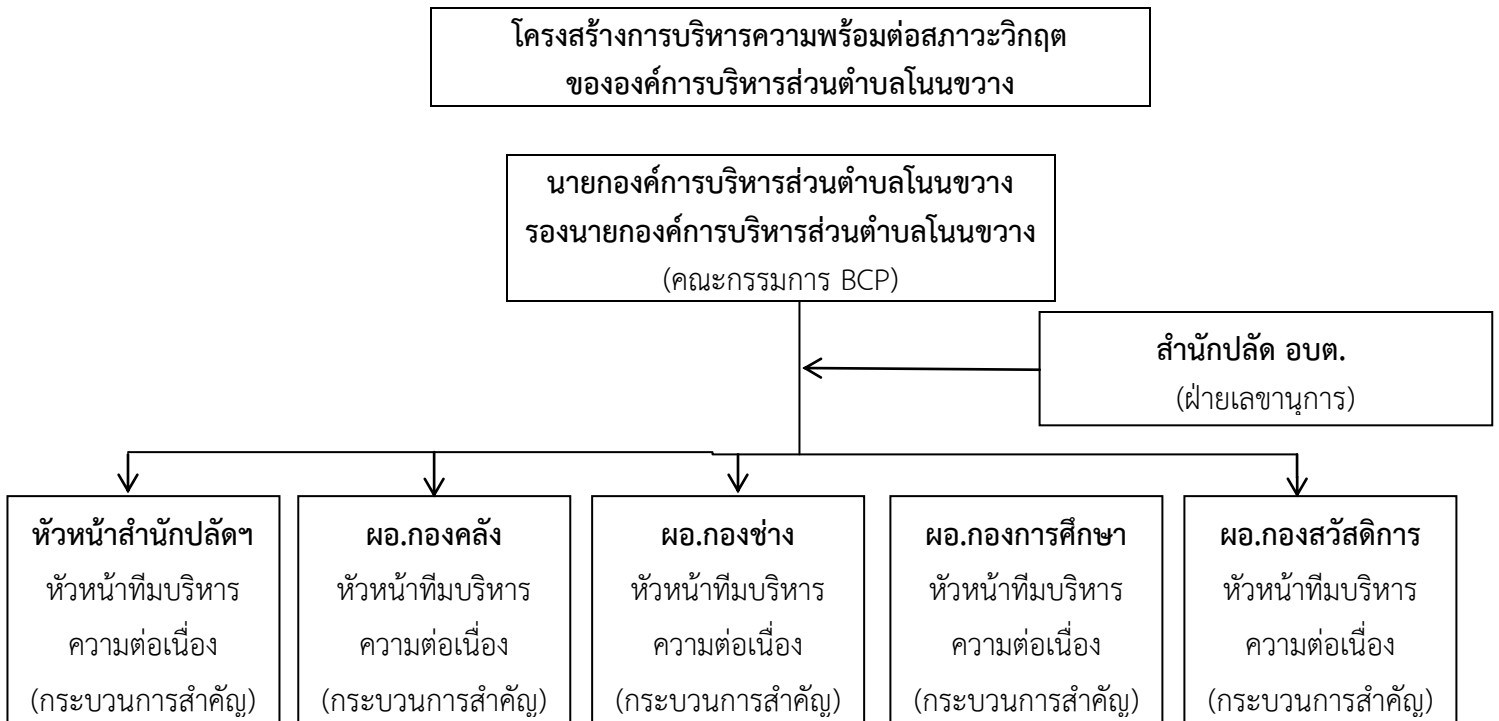 โครงสร้างการบริหารความพร้อมต่อสภาวะวิกฤต
ขององค์การบริหารส่วนตำบลโนนขวาง
นายกองค์การบริหารส่วนตำบลโนนขวาง
รองนายกองค์การบริหารส่วนตำบลโนนขวาง
(คณะกรรมการ BCP)
สำนักปลัด อบต.
(ฝ่ายเลขานุการ)
หัวหน้าสำนักปลัดฯ
หัวหน้าทีมบริหาร
ความต่อเนื่อง
(กระบวนการสำคัญ)
ผอ.กองคลัง
หัวหน้าทีมบริหาร
ความต่อเนื่อง
(กระบวนการสำคัญ)
ผอ.กองช่าง
หัวหน้าทีมบริหาร
ความต่อเนื่อง
(กระบวนการสำคัญ)
ผอ.กองการศึกษา
หัวหน้าทีมบริหาร
ความต่อเนื่อง
(กระบวนการสำคัญ)
ผอ.กองสวัสดิการ
หัวหน้าทีมบริหาร
ความต่อเนื่อง
(กระบวนการสำคัญ)